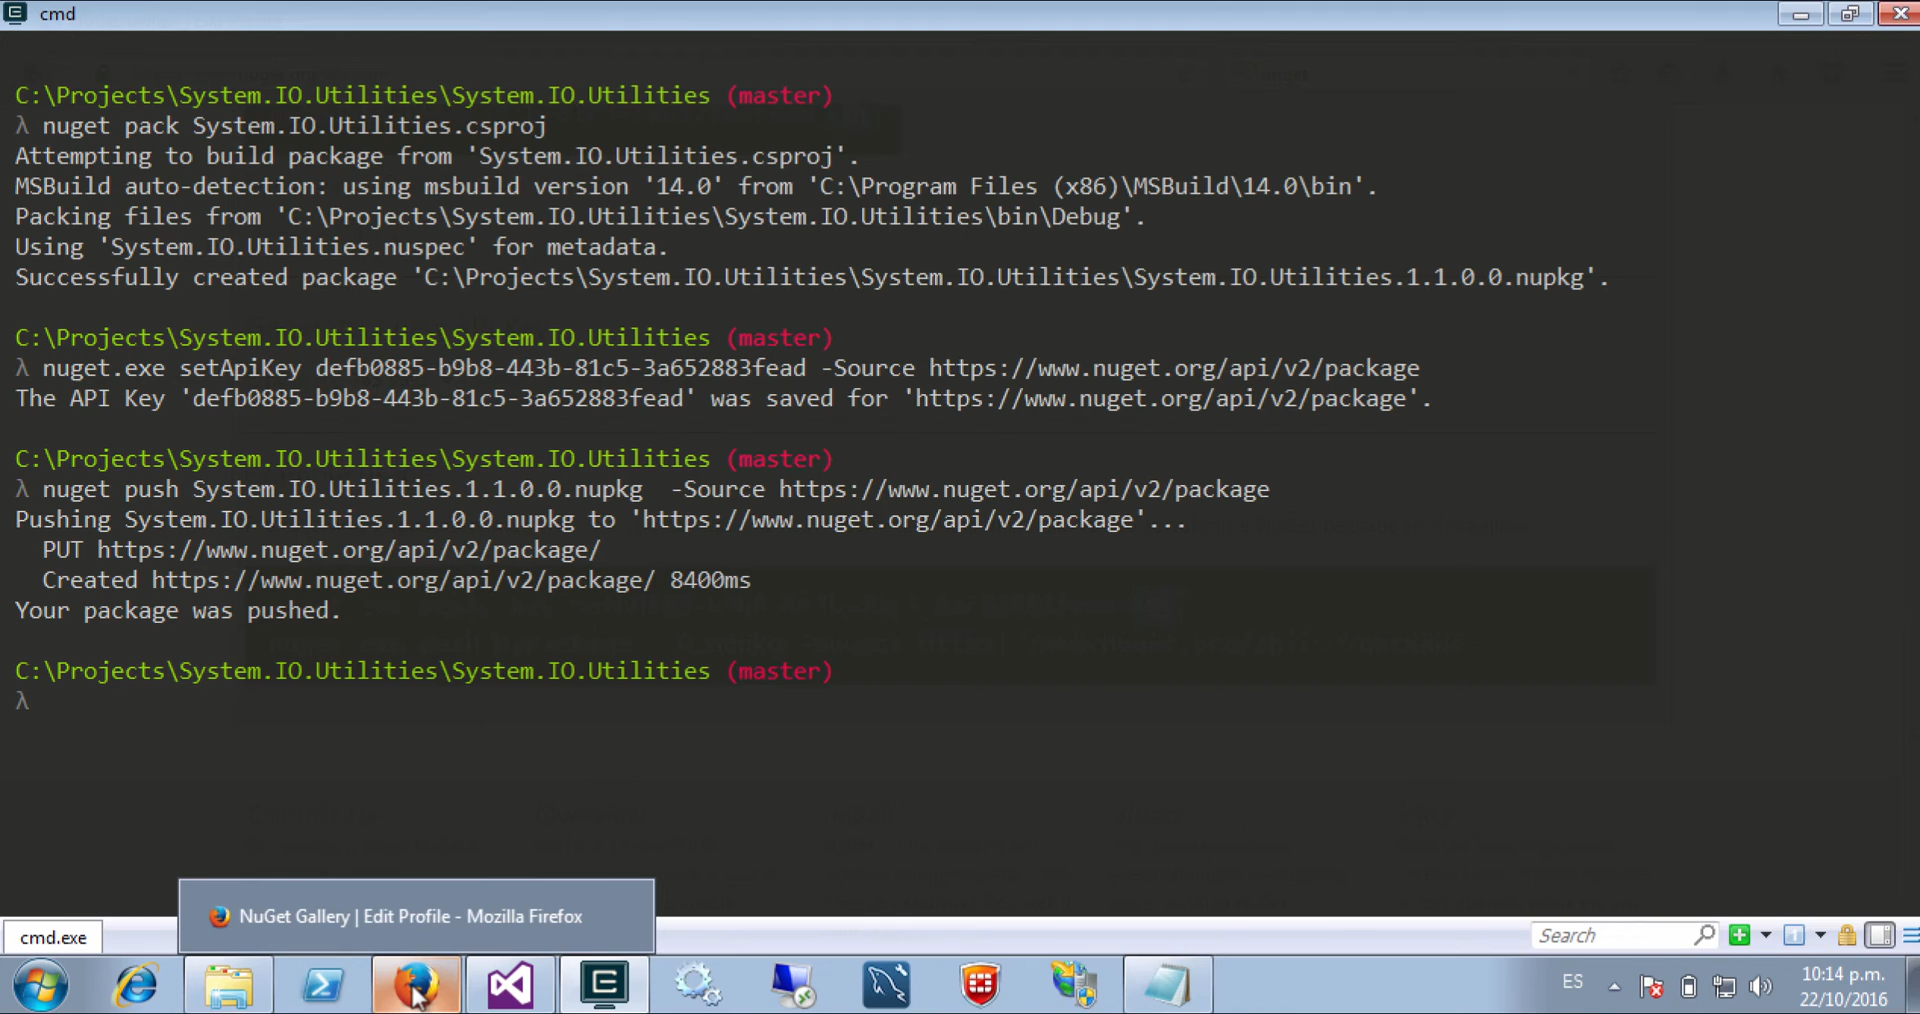 cmd
C:\Projects\System.IO.Utilities\System.IO.Utilities (master)
λ nuget pack System.IO.Utilities.csproj
Attempting to build package from 'System.IO.Utilities.csproj'.
MSBuild auto-detection: using msbuild version '14.0' from 'C:\Program Files (x86)\MSBuild\14.0\bin'.
Packing files from 'C:\Projects\System.IO.Utilities\System.IO.Utilities\bin\Debug'.
Using 'System.IO.Utilities.nuspec' for metadata.
Successfully created package 'C:\Projects\System.IO.Utilities\System.IO.Utilities\System.IO.Utilities.1.1.0.0.nupkg'.
C:\Projects\System.IO.Utilities\System.IO.Utilities (master)
λ nuget.exe setApiKey defb0885-b9b8-443b-81c5-3a652883fead -Source https://www.nuget.org/api/v2/package
The API Key 'defb0885-b9b8-443b-81c5-3a652883fead' was saved for 'https://www.nuget.org/api/v2/package'.
C:\Projects\System.IO.Utilities\System.IO.Utilities (master)
λ nuget push System.IO.Utilities.1.1.0.0.nupkg  -Source https://www.nuget.org/api/v2/package
Pushing System.IO.Utilities.1.1.0.0.nupkg to 'https://www.nuget.org/api/v2/package'...
PUT https://www.nuget.org/api/v2/package/
Created https://www.nuget.org/api/v2/package/ 8400ms
Your package was pushed.
C:\Projects\System.IO.Utilities\System.IO.Utilities (master)
λ
NuGet Gallery | Edit Profile - Mozilla Firefox
cmd.exe
Search
ES
10:14 p.m.
22/10/2016